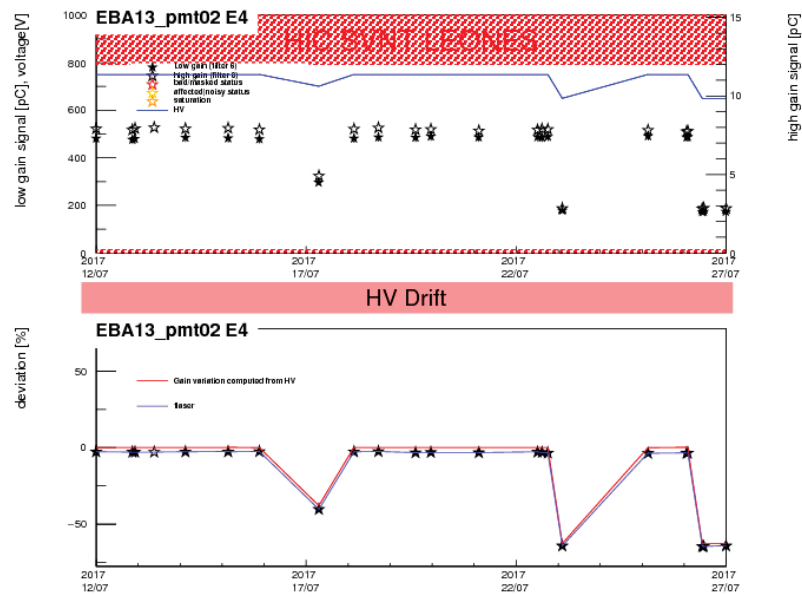 EBA13_pmt02 E4
HIC SVNT LEONES
low gain signal [pC], voltage[V]
high gain signal [pC]
1000
800
600
400
200
0
15
10
5
0
Low gain (filter 6)
high gain (filter 8)
bad/masked status
affected/noisy status
saturation
HV
2017 2017 2017 2017
12/07 17/07 22/07 27/07
HV Drift
EBA13_pmt02 E4
deviation [%]
50
0
−50
Gain variation computed from HV
flaser
2017 2017 2017 2017
12/07 17/07 22/07 27/07